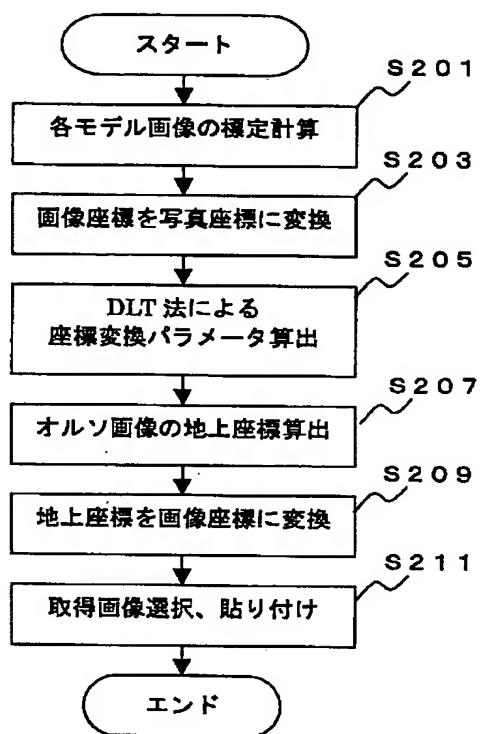 スタート
S201
各モデル画像の標定計算
S203
画像座標を写真座標に変換
S205
DLT法による
座標変換パラメータ算出
S207
オルソ画像の地上座標算出
S209
地上座標を画像座標に変換
S211
取得画像選択、貼り付け
エンド